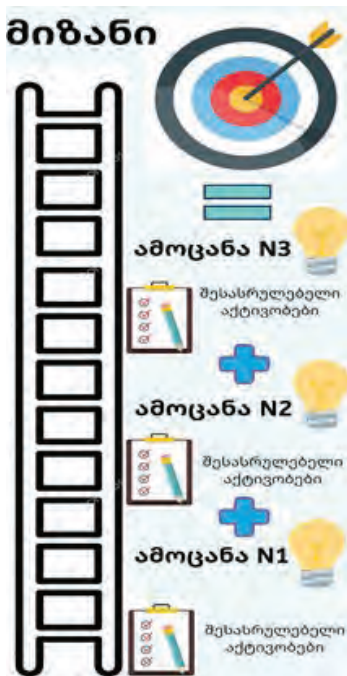 მიზანი
ამოცანა N3
შესასრულებელი
აქტივობები
ამოცანა N2
შესასრულებელი
აქტივობები
ამოცანა N1
შესასრულებელი
აქტივობები